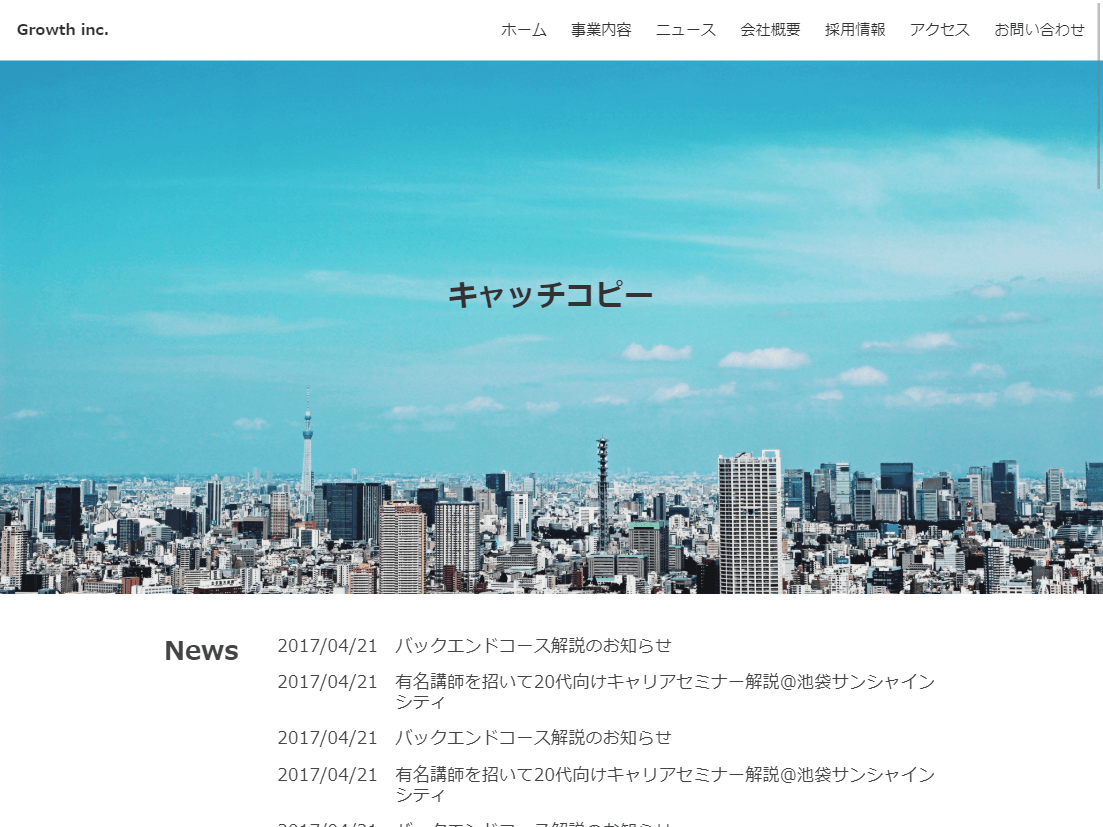 Growth inc.
ホーム 事業内容 ニュース 会社概要 採用情報 アクセス お問い合わせ
キャッチコピー
News
2017/04/21 バックエンドコース解説のお知らせ
2017/04/21 有名講師を招いて20代向けキャリアセミナー解説@池袋サンシャイン
シティ
2017/04/21 バックエンドコース解説のお知らせ
2017/04/21 有名講師を招いて20代向けキャリアセミナー解説@池袋サンシャイン
シティ